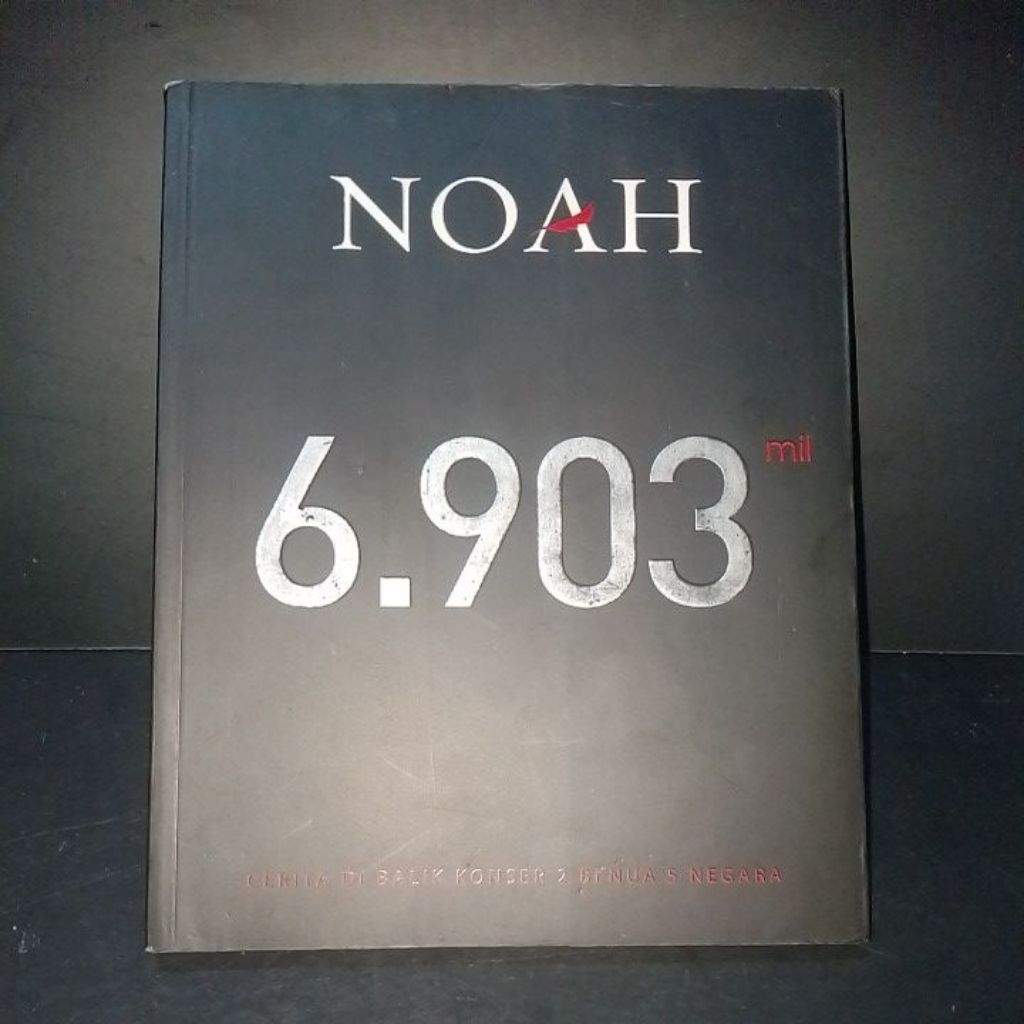 NOAH
6.903 mil
CERITA DI BALIK KONSER 2 BENUA 5 NEGARA